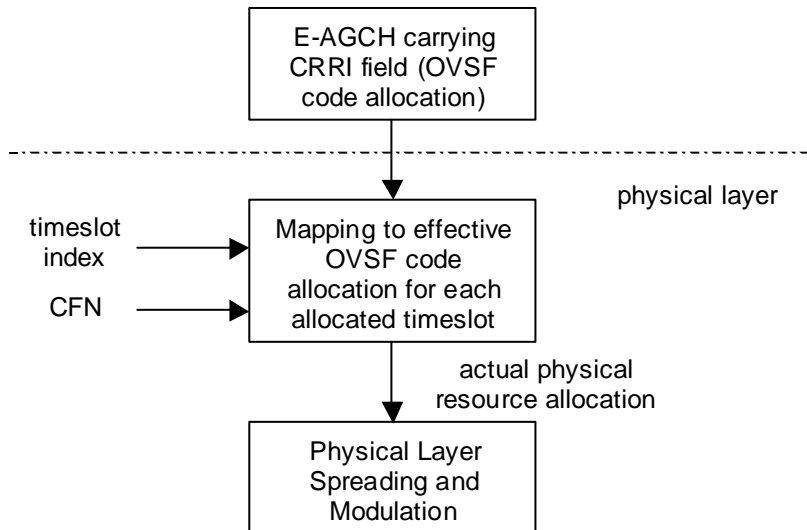 E-AGCH carrying
CRRI field (OVSF
code allocation)
physical layer
timeslot
index
CFN
Mapping to effective
OVSF code
allocation for each
allocated timeslot
actual physical
resource allocation
Physical Layer
Spreading and
Modulation